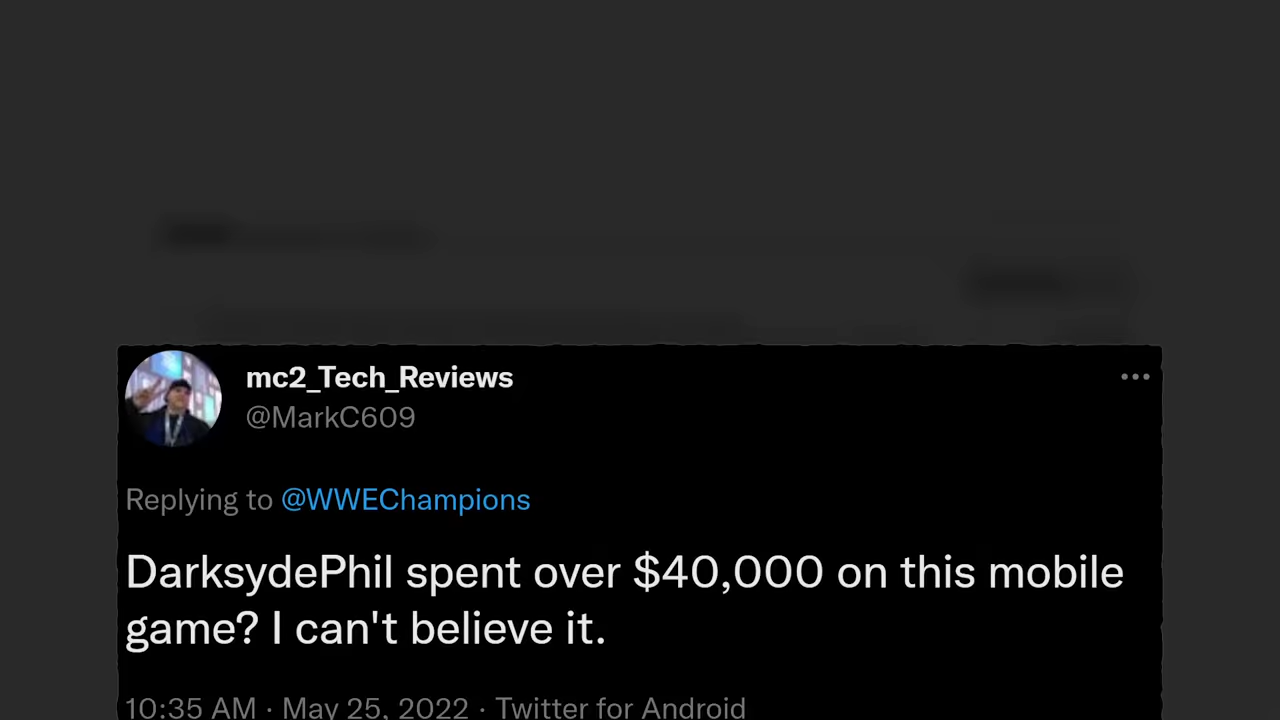 mc2_Tech_Reviews
@MarkC609
Replying to @WWEChampions
DarksydePhil spent over $40,000 on this mobile
game? I can't believe it.
10:35 AM · May 25, 2022 · Twitter for Android